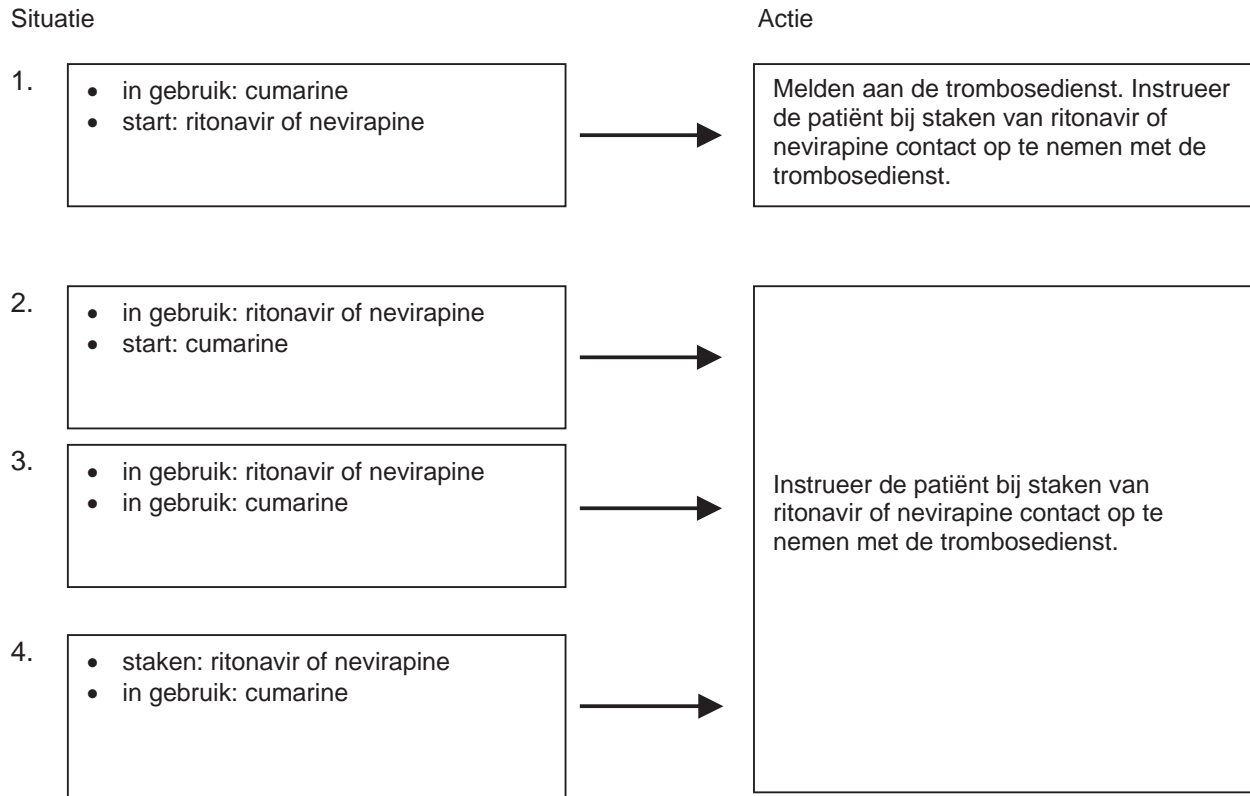 Situatie
Actie
1.
• in gebruik: cumarine
• start: ritonavir of nevirapine
Melden aan de trombosedienst. Instrueer
de patiënt bij staken van ritonavir of
nevirapine contact op te nemen met de
trombosedienst.
2.
• in gebruik: ritonavir of nevirapine
• start: cumarine
3.
• in gebruik: ritonavir of nevirapine
• in gebruik: cumarine
Instrueer de patiënt bij staken van
ritonavir of nevirapine contact op te
nemen met de trombosedienst.
4.
• staken: ritonavir of nevirapine
• in gebruik: cumarine